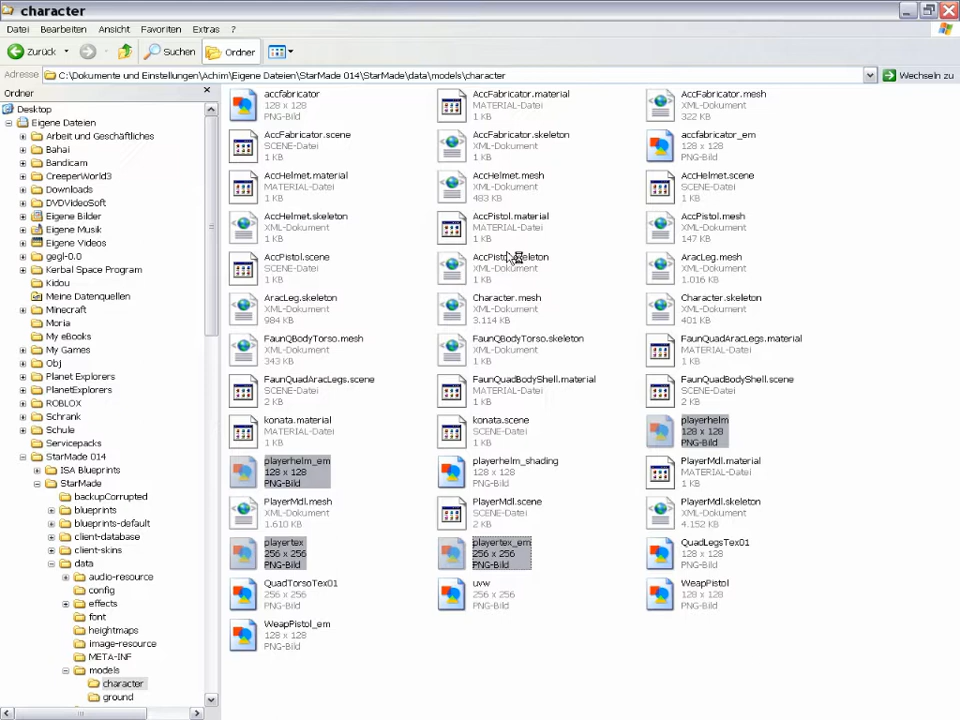 character
Datei Bearbeiten Ansicht Favoriten Extras ?
Zurück Suchen Ordner
Adresse C:\Dokumente und Einstellungen\Achim\Eigene Dateien\StarMade 014\StarMade\data\models\character Wechseln zu
Ordner
Desktop
Eigene Dateien
Arbeit und Geschäftliches
Bahai
Bandicam
CreeperWorld3
Downloads
DVDVideoSoft
Eigene Bilder
Eigene Musik
Eigene Videos
gegl-0.0
Kerbal Space Program
Kidou
Meine Datenquellen
Minecraft
Moria
My eBooks
My Games
Obj
Planet Explorers
PlanetExplorers
ROBLOX
Schrank
Schule
Servicepacks
StarMade 014
ISA Blueprints
StarMade
backupCorrupted
blueprints
blueprints-default
client-database
client-skins
data
audio-resource
config
effects
font
heightmaps
image-resource
META-INF
models
character
ground
accfabricator
128 x 128
PNG-Bild
AccFabricator.material
MATERIAL-Datei
1 KB
AccFabricator.mesh
XML-Dokument
322 KB
AccFabricator.scene
SCENE-Datei
1 KB
AccFabricator.skeleton
XML-Dokument
1 KB
accfabricator_em
128 x 128
PNG-Bild
AccHelmet.material
MATERIAL-Datei
1 KB
AccHelmet.mesh
XML-Dokument
483 KB
AccHelmet.scene
SCENE-Datei
1 KB
AccHelmet.skeleton
XML-Dokument
1 KB
AccPistol.material
MATERIAL-Datei
1 KB
AccPistol.mesh
XML-Dokument
147 KB
AccPistol.scene
SCENE-Datei
1 KB
AccPistol.skeleton
XML-Dokument
1 KB
AracLeg.mesh
XML-Dokument
1.016 KB
AracLeg.skeleton
XML-Dokument
984 KB
Character.mesh
XML-Dokument
3.114 KB
Character.skeleton
XML-Dokument
401 KB
FaunQBodyTorso.mesh
XML-Dokument
343 KB
FaunQBodyTorso.skeleton
XML-Dokument
1 KB
FaunQuadAracLegs.material
MATERIAL-Datei
1 KB
FaunQuadAracLegs.scene
SCENE-Datei
2 KB
FaunQuadBodyShell.material
MATERIAL-Datei
1 KB
FaunQuadBodyShell.scene
SCENE-Datei
2 KB
konata.material
MATERIAL-Datei
1 KB
konata.scene
SCENE-Datei
1 KB
playerhelm
128 x 128
PNG-Bild
playerhelm_em
128 x 128
PNG-Bild
playerhelm_shading
128 x 128
PNG-Bild
PlayerMdl.material
MATERIAL-Datei
1 KB
PlayerMdl.mesh
XML-Dokument
1.610 KB
PlayerMdl.scene
SCENE-Datei
2 KB
PlayerMdl.skeleton
XML-Dokument
4.152 KB
playertex
256 x 256
PNG-Bild
playertex_em
256 x 256
PNG-Bild
QuadLegsTex01
128 x 128
PNG-Bild
QuadTorsoTex01
256 x 256
PNG-Bild
uvw
256 x 256
PNG-Bild
WeapPistol
128 x 128
PNG-Bild
WeapPistol_em
128 x 128
PNG-Bild